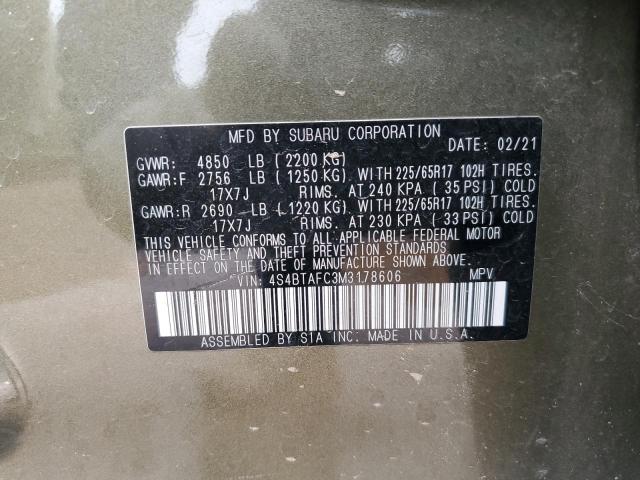 MFD BY SUBARU CORPORATION DATE: 02/21
GVWR: 4850 LB (2200 KG)
GAWR:F 2756 LB (1250 KG) WITH 225/65R17 102H TIRES.
17X7J RIMS. AT 240 KPA (35 PSI) COLD
GAWR:R 2690 LB (1220 KG) WITH 225/65R17 102H TIRES.
17X7J RIMS. AT 230 KPA (33 PSI) COLD
THIS VEHICLE CONFORMS TO ALL APPLICABLE FEDERAL MOTOR
VEHICLE SAFETY AND THEFT PREVENTION STANDARDS
IN EFFECT ON THE DATE OF MANUFACTURE SHOWN ABOVE.
VIN: 4S4BTAFC3M3178606 MPV
ASSEMBLED BY SIA INC. MADE IN U.S.A.